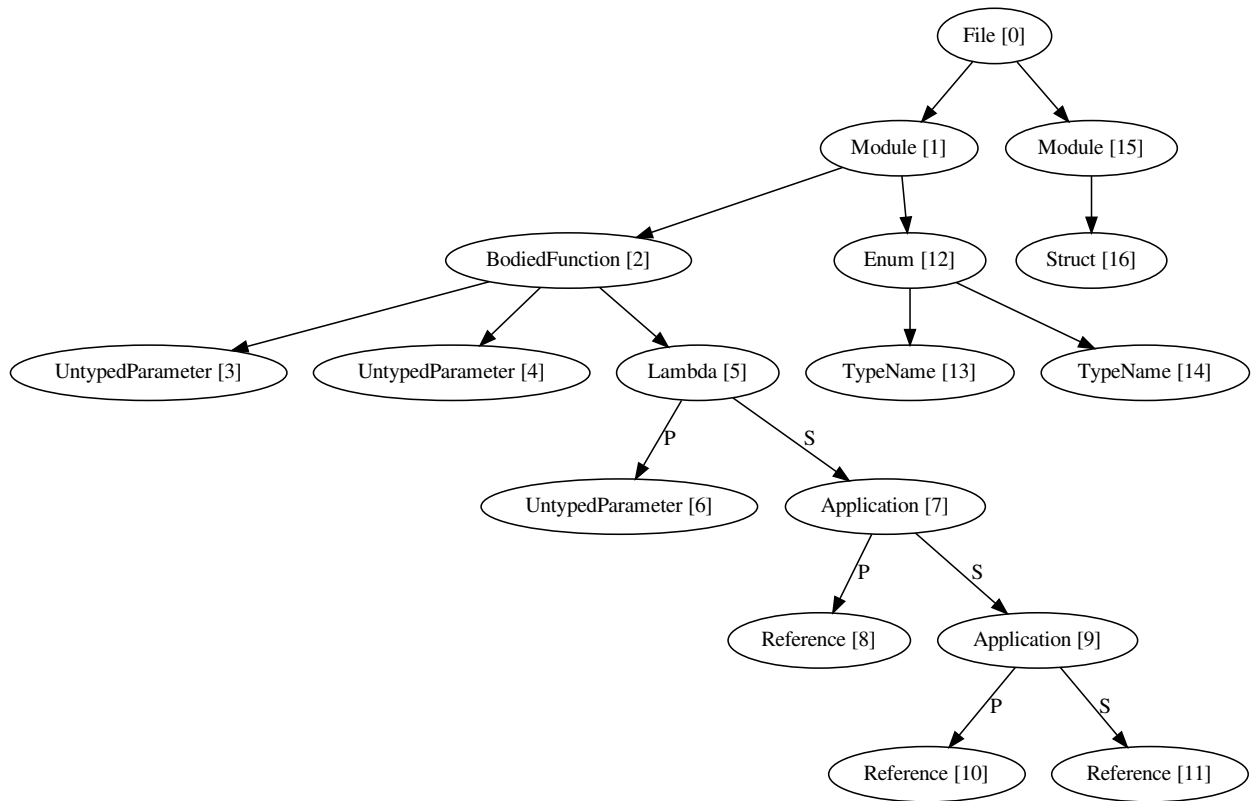 File [0]
Module [1]
Module [15]
BodiedFunction [2]
Enum [12]
Struct [16]
UntypedParameter [3]
UntypedParameter [4]
Lambda [5]
TypeName [13]
TypeName [14]
P
S
UntypedParameter [6]
Application [7]
P
S
Reference [8]
Application [9]
P
S
Reference [10]
Reference [11]